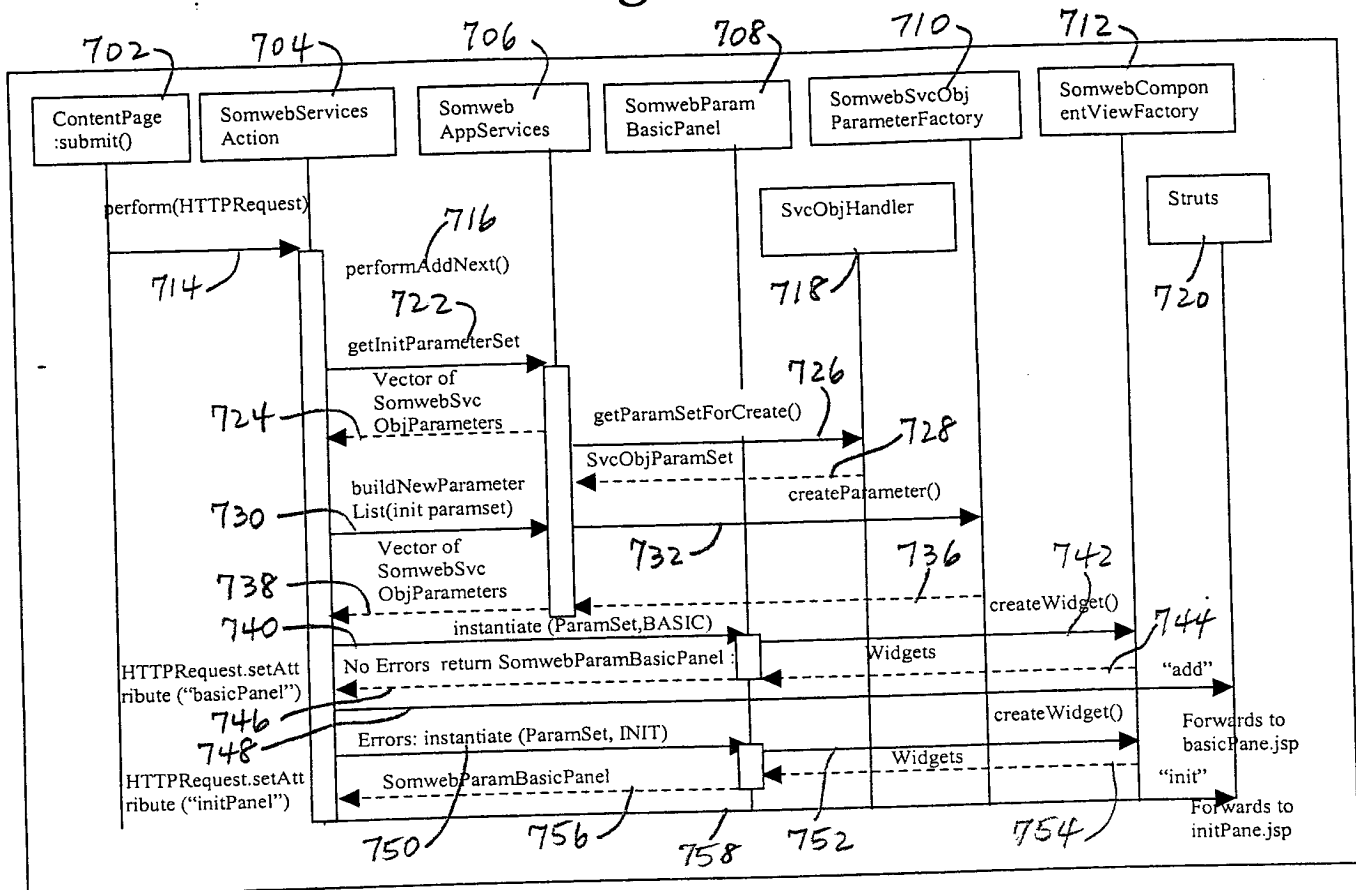 702
704
706
708
710
712
ContentPage
:submit()
SomwebServices
Action
Somweb
AppServices
SomwebParam
BasicPanel
SomwebSvcObj
ParameterFactory
SomwebCompon
entViewFactory
perform(HTTPRequest)
SvcObjHandler
Struts
714
716
performAddNext()
718
720
722
getInitParameterSet
Vector of
SomwebSvc
ObjParameters
724
726
getParamSetForCreate()
728
SvcObjParamSet
buildNewParameter
List(init paramset)
730
createParameter()
732
Vector of
SomwebSvc
ObjParameters
736
738
742
createWidget()
740
instantiate (ParamSet,BASIC)
744
HTTPRequest.setAtt
ribute ("basicPanel")
No Errors return SomwebParamBasicPanel :
Widgets
"add"
746
748
createWidget()
Forwards to
basicPane.jsp
Errors: instantiate (ParamSet, INIT)
HTTPRequest.setAtt
ribute ("initPanel")
SomwebParamBasicPanel
Widgets
"init"
Forwards to
initPane.jsp
750
756
758
752
754